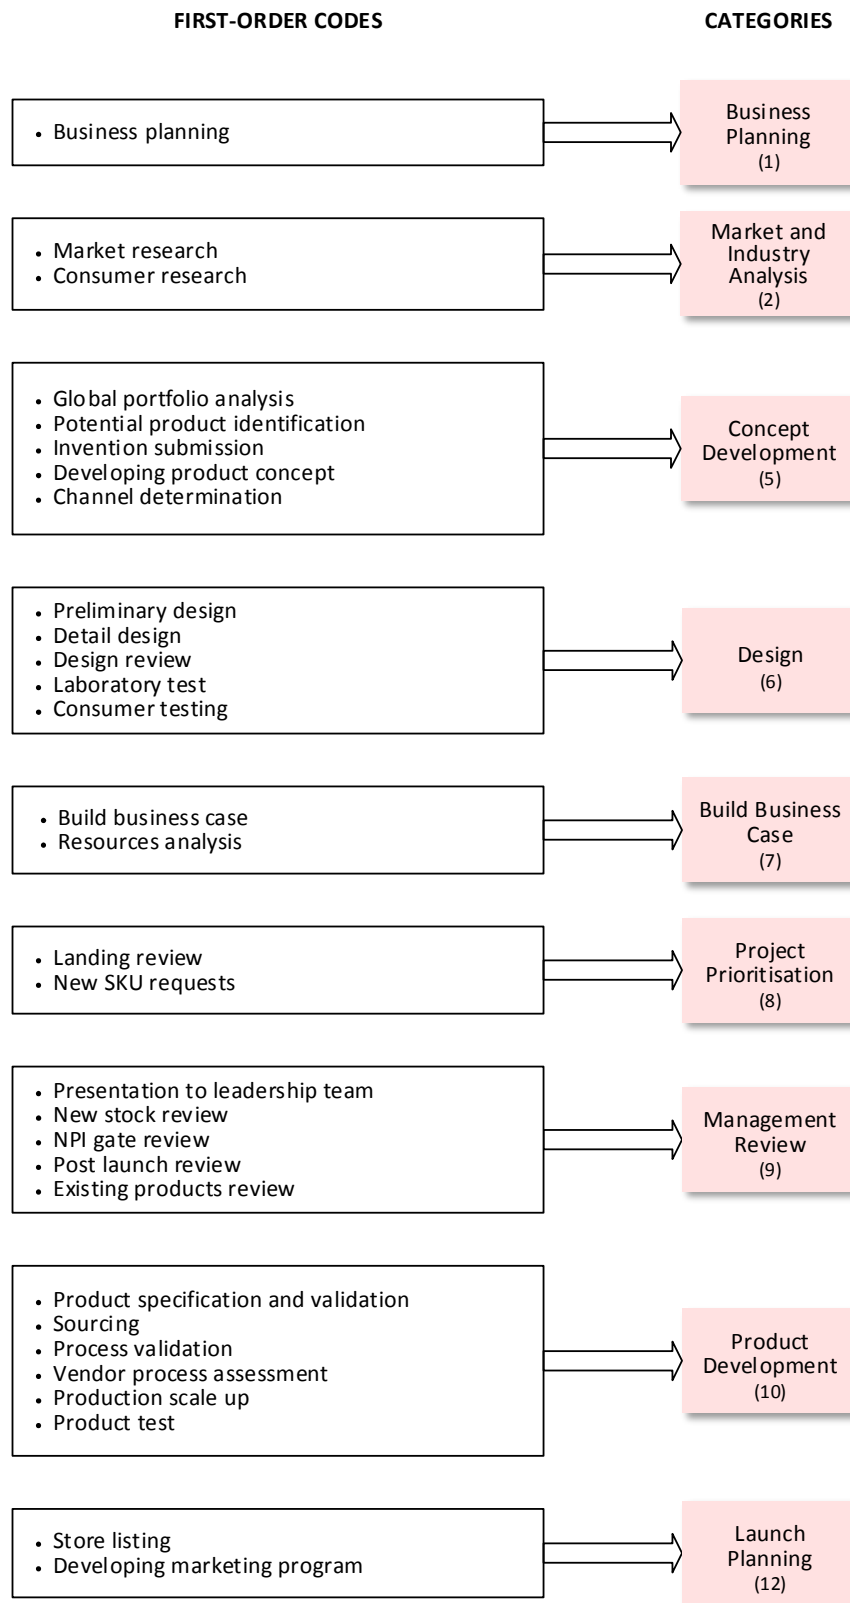 FIRST-ORDER CODES
CATEGORIES
• Business planning
Business
Planning
(1)
• Market research
• Consumer research
Market and
Industry
Analysis
(2)
• Global portfolio analysis
• Potential product identification
• Invention submission
• Developing product concept
• Channel determination
Concept
Development
(5)
• Preliminary design
• Detail design
• Design review
• Laboratory test
• Consumer testing
Design
(6)
• Build business case
• Resources analysis
Build Business
Case
(7)
• Landing review
• New SKU requests
Project
Prioritisation
(8)
• Presentation to leadership team
• New stock review
• NPI gate review
• Post launch review
• Existing products review
Management
Review
(9)
• Product specification and validation
• Sourcing
• Process validation
• Vendor process assessment
• Production scale up
• Product test
Product
Development
(10)
• Store listing
• Developing marketing program
Launch
Planning
(12)